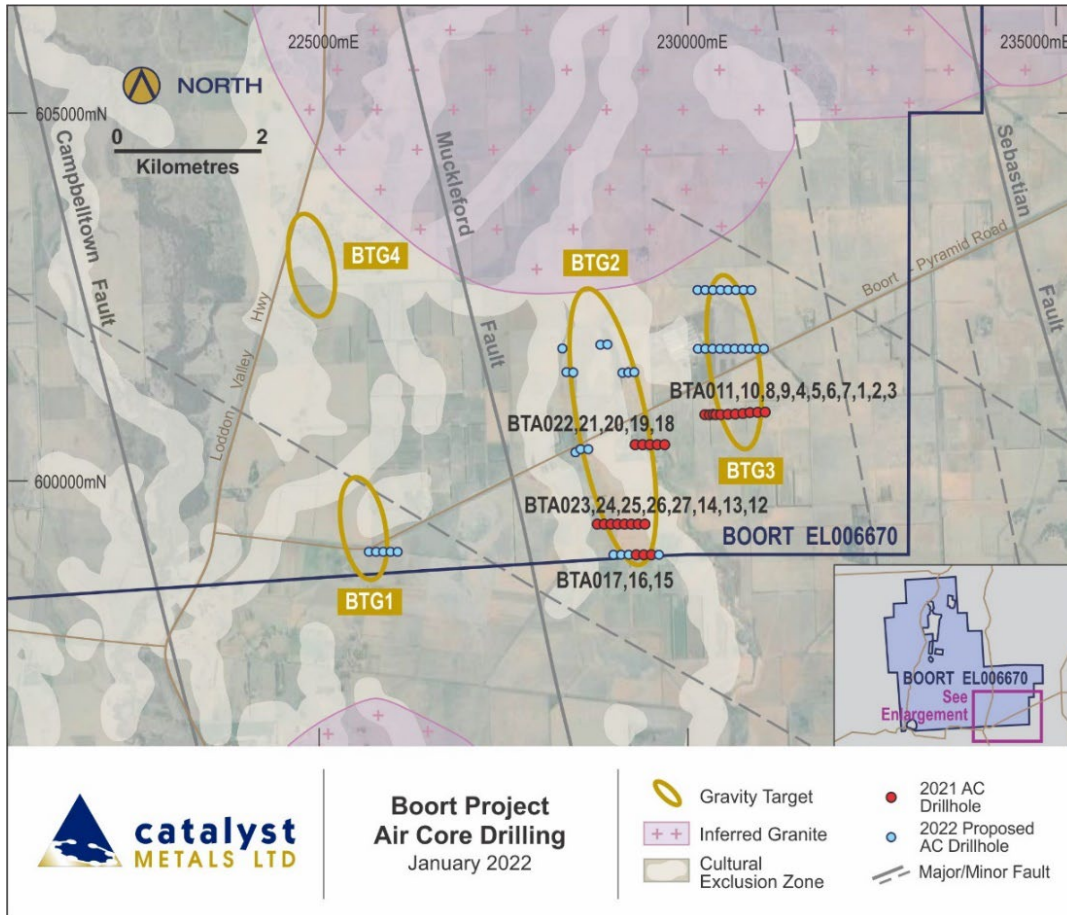 225000mE
230000mE
235000mE
NORTH
605000mN
0 2
Kilometres
Campbelltown
Fault
Muckleford
Fault
Sebastian
Fault
BTG4
BTG2
Boort - Pyramid Road
Loddon Valley Hwy
BTA011,10,8,9,4,5,6,7,1,2,3
BTA022,21,20,19,18
BTG3
600000mN
BTA023,24,25,26,27,14,13,12
BOORT EL006670
BTG1
BTA017,16,15
BOORT EL006670
See
Enlargement
catalyst
METALS LTD
Boort Project
Air Core Drilling
January 2022
Gravity Target
Inferred Granite
Cultural
Exclusion Zone
2021 AC
Drillhole
2022 Proposed
AC Drillhole
Major/Minor Fault